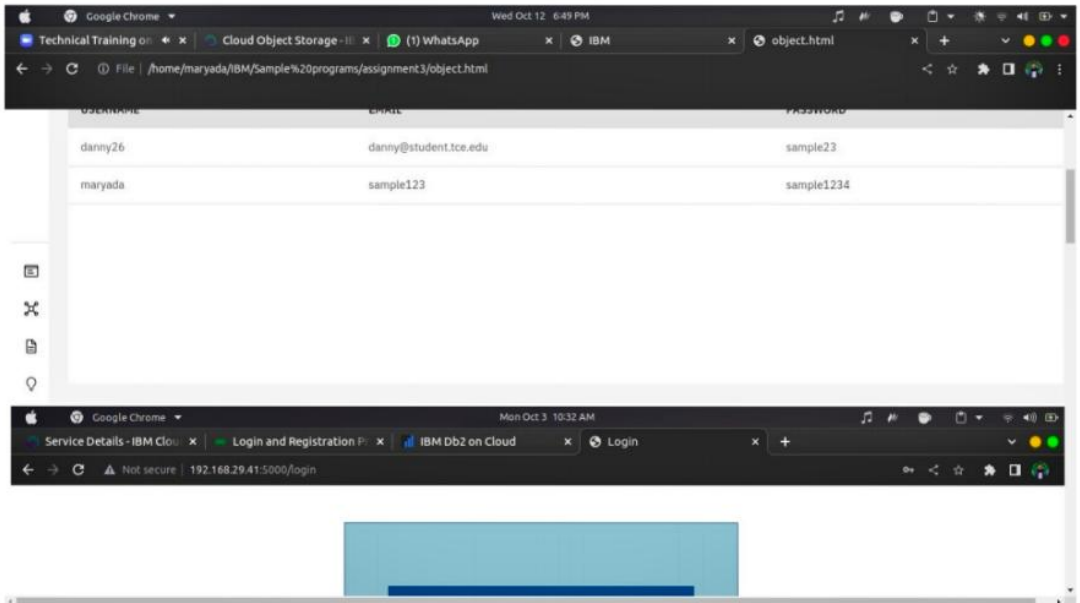 Google Chrome Wed Oct 12 6:49 PM
Technical Training on Cloud Object Storage - (1) WhatsApp IBM object.html
File /home/maryada/IBM/Sample%20programs/assignment3/object.html
USERNAME EMAIL PASSWORD
danny26 danny@student.tce.edu sample23
maryada sample123 sample1234
Google Chrome Mon Oct 3 10:32 AM
Service Details - IBM Clou Login and Registration P IBM Db2 on Cloud Login
Not secure 192.168.29.41:5000/login